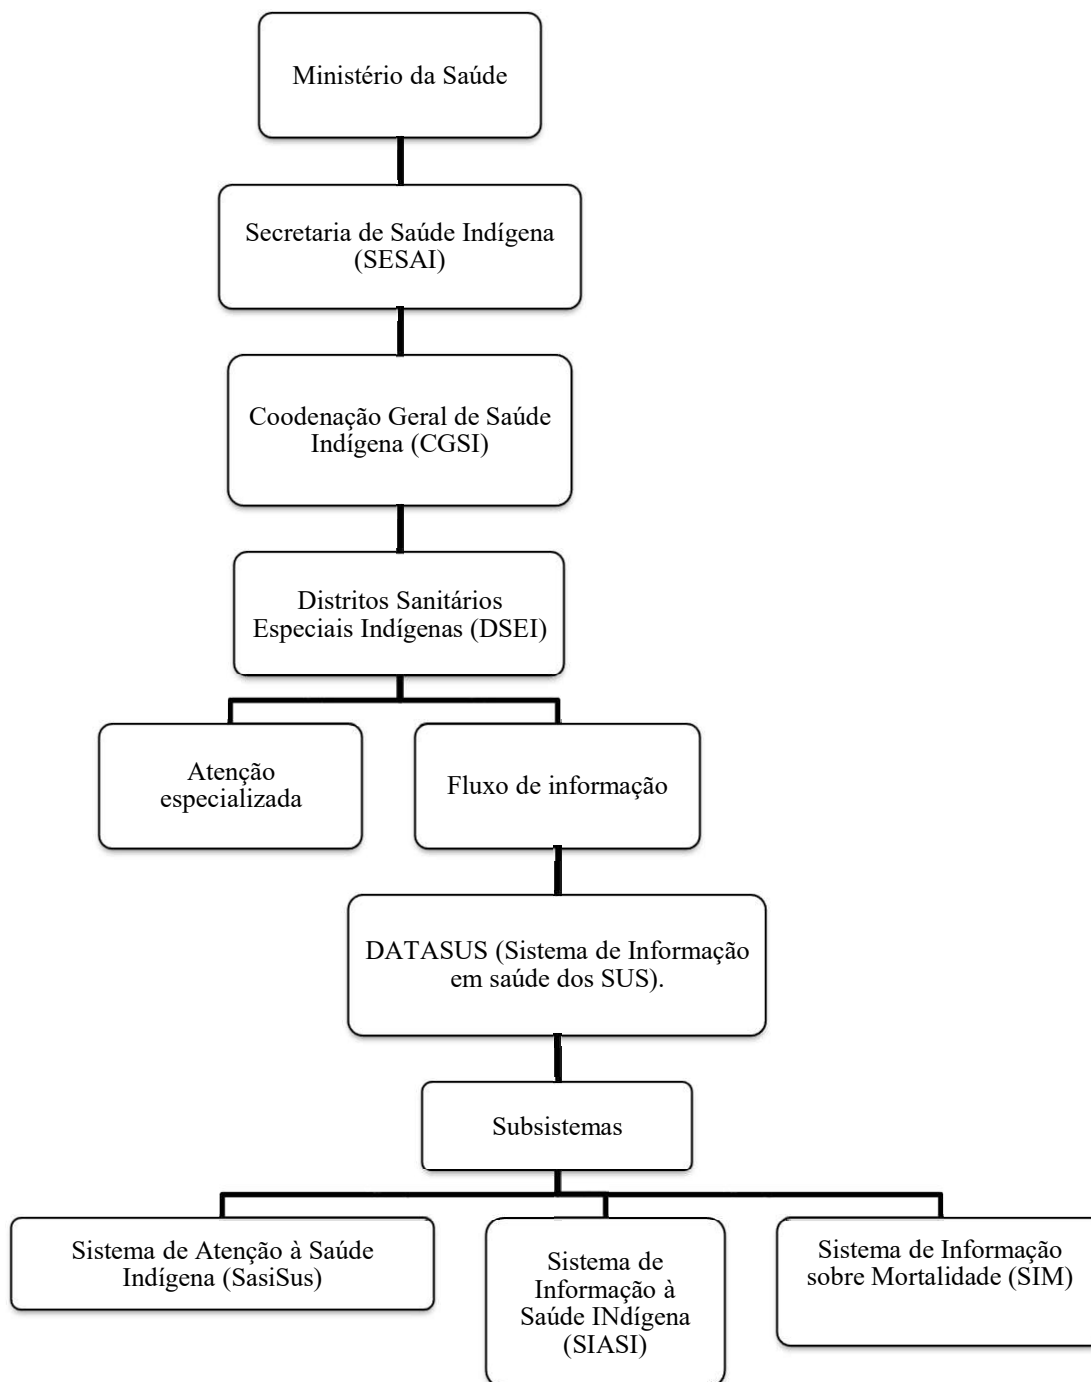 Ministério da Saúde
Secretaria de Saúde Indígena
(SESAI)
Coodenação Geral de Saúde
Indígena (CGSI)
Distritos Sanitários
Especiais Indígenas (DSEI)
Atenção
especializada
Fluxo de informação
DATASUS (Sistema de Informação
em saúde dos SUS).
Subsistemas
Sistema de Atenção à Saúde
Indígena (SasiSus)
Sistema de
Informação à
Saúde INdígena
(SIASI)
Sistema de Informação
sobre Mortalidade (SIM)